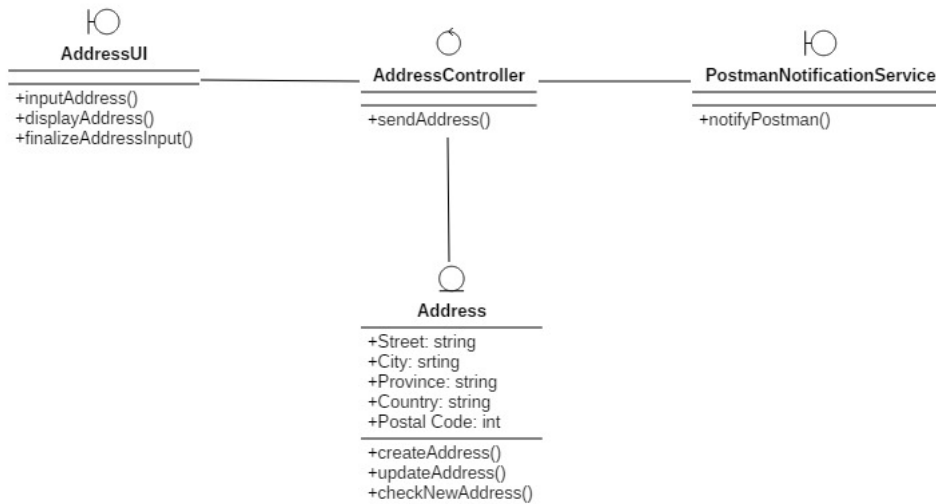 AddressUI
+inputAddress()
+displayAddress()
+finalizeAddressInput()
AddressController
+sendAddress()
PostmanNotificationService
+notifyPostman()
Address
+Street: string
+City: srting
+Province: string
+Country: string
+Postal Code: int
+createAddress()
+updateAddress()
+checkNewAddress()